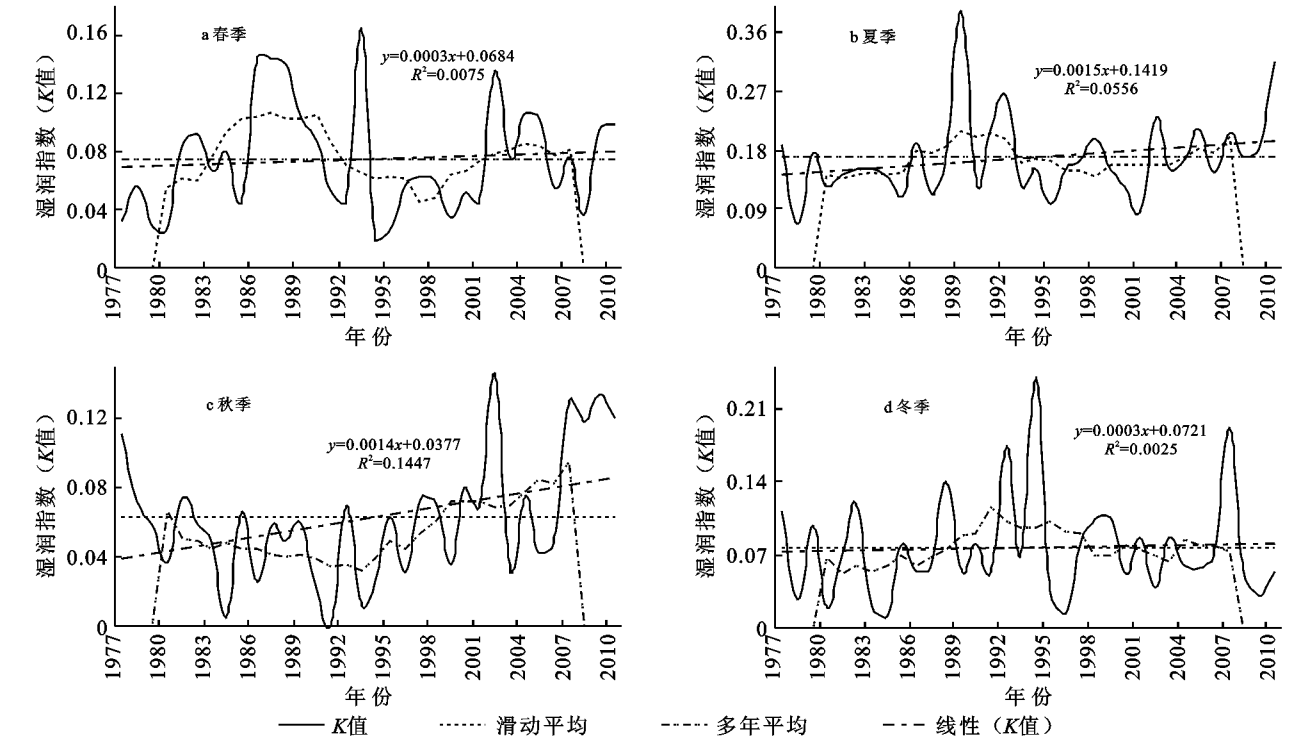 a 春季
y=0.0003x+0.0684
R²=0.0075
湿润指数（K值）
0.16
0.12
0.08
0.04
0
1977 1980 1983 1986 1989 1992 1995 1998 2001 2004 2007 2010
年 份
b 夏季
y=0.0015x+0.1419
R²=0.0556
湿润指数（K值）
0.36
0.27
0.18
0.09
0
1977 1980 1983 1986 1989 1992 1995 1998 2001 2004 2007 2010
年 份
c 秋季
y=0.0014x+0.0377
R²=0.1447
湿润指数（K值）
0.12
0.08
0.04
0
1977 1980 1983 1986 1989 1992 1995 1998 2001 2004 2007 2010
年 份
d 冬季
y=0.0003x+0.0721
R²=0.0025
湿润指数（K值）
0.21
0.14
0.07
0
1977 1980 1983 1986 1989 1992 1995 1998 2001 2004 2007 2010
年 份
K值 滑动平均 多年平均 线性（K值）